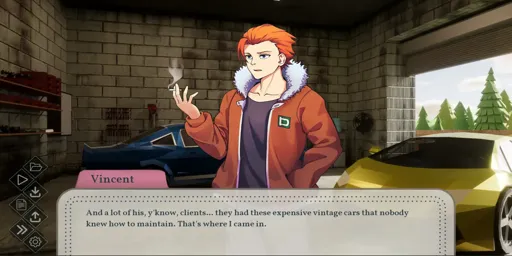 Vincent
And a lot of his, y'know, clients... they had these expensive vintage cars that nobody
knew how to maintain. That's where I came in.